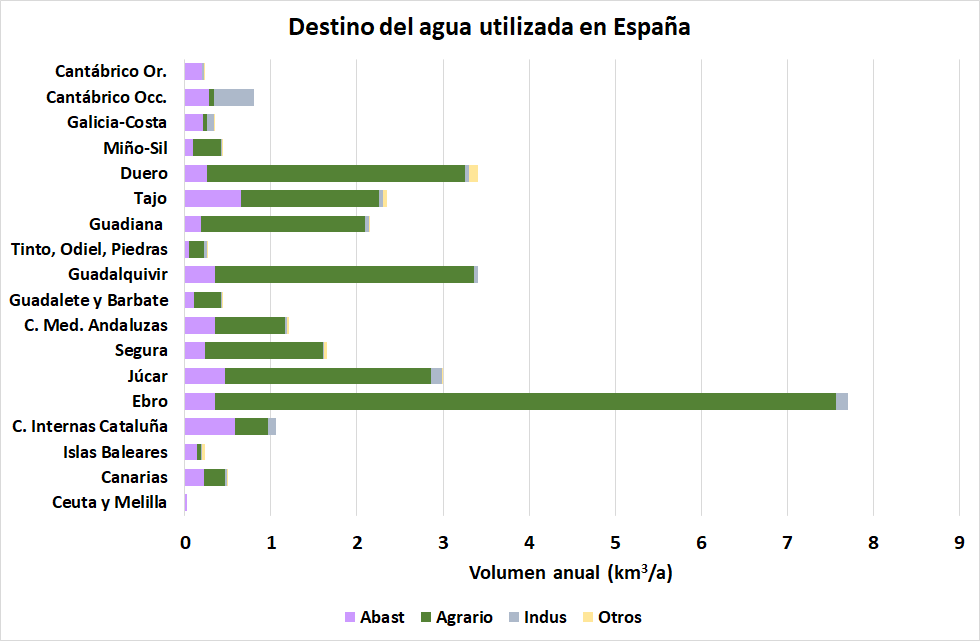 Destino del agua utilizada en España
Cantábrico Or.
Cantábrico Occ.
Galicia-Costa
Miño-Sil
Duero
Tajo
Guadiana
Tinto, Odiel, Piedras
Guadalquivir
Guadalete y Barbate
C. Med. Andaluzas
Segura
Júcar
Ebro
C. Internas Cataluña
Islas Baleares
Canarias
Ceuta y Melilla
0 1 2 3 4 5 6 7 8 9
Volumen anual (km³/a)
Abast Agrario Indus Otros